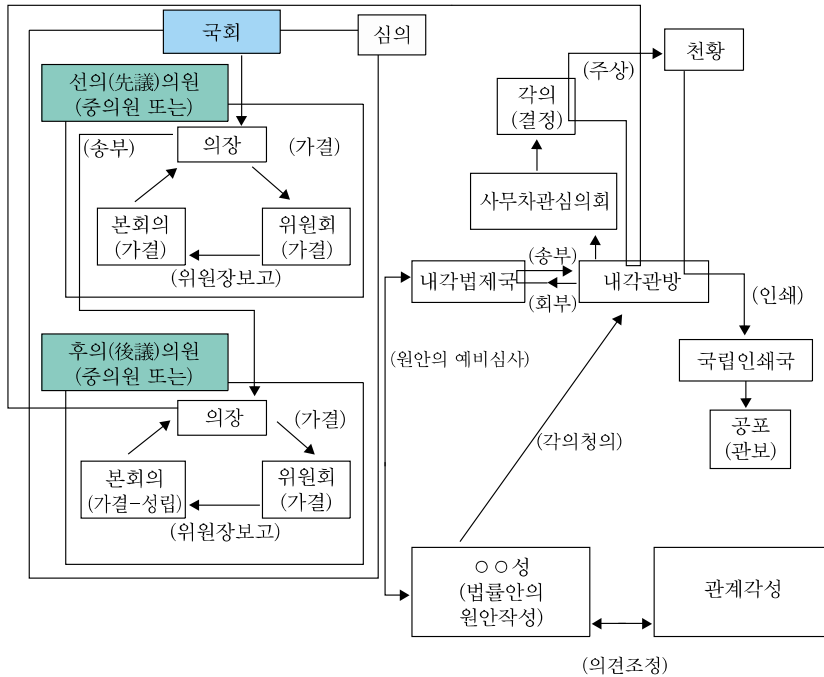 국회
심의
선의(先議)의원
(중의원 또는)
(송부)
의장
(가결)
본회의
(가결)
위원회
(가결)
(위원장보고)
후의(後議)의원
(중의원 또는)
의장
(가결)
본회의
(가결-성립)
위원회
(가결)
(위원장보고)
천황
(주상)
각의
(결정)
사무차관심의회
내각법제국
(송부)
(회부)
내각관방
(인쇄)
국립인쇄국
공포
(관보)
(원안의 예비심사)
(각의청의)
○○성
(법률안의
원안작성)
관계각성
(의견조정)